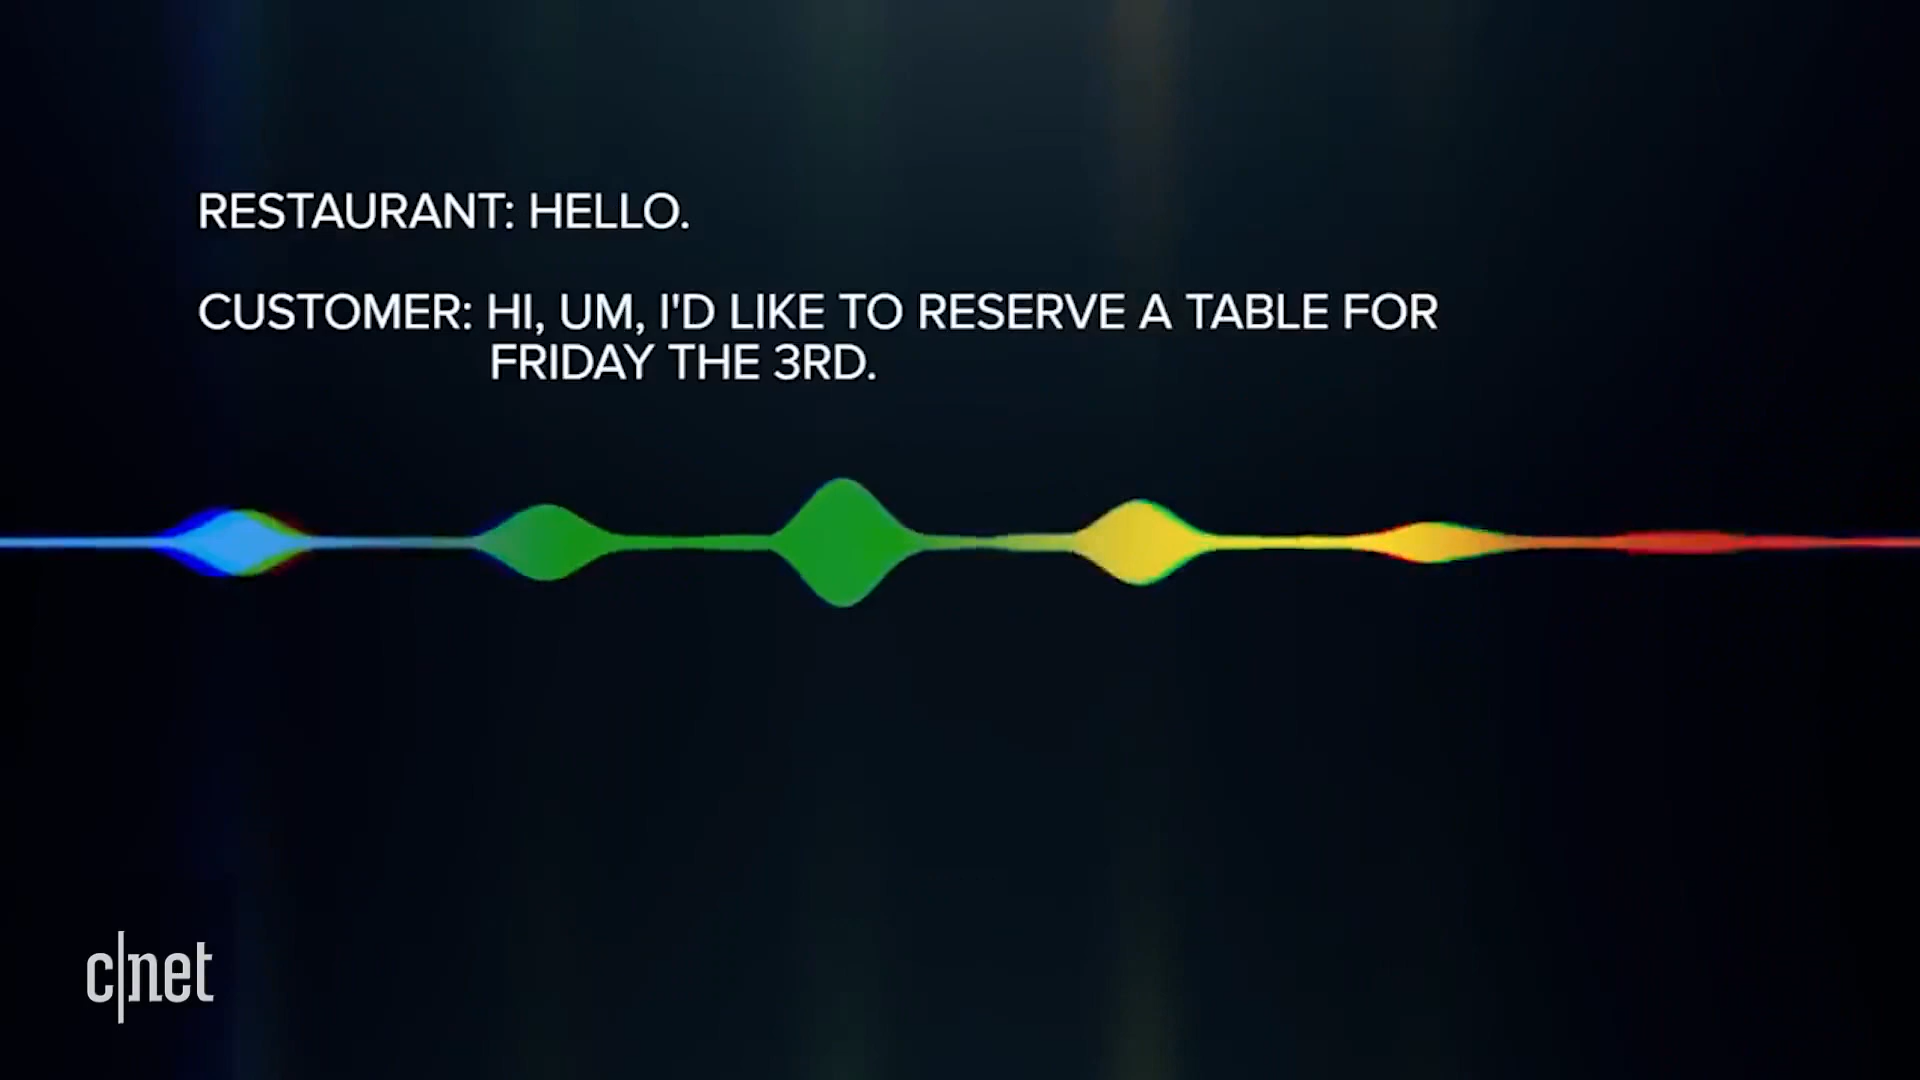 RESTAURANT: HELLO.
CUSTOMER: HI, UM, I'D LIKE TO RESERVE A TABLE FOR
FRIDAY THE 3RD.
c|net